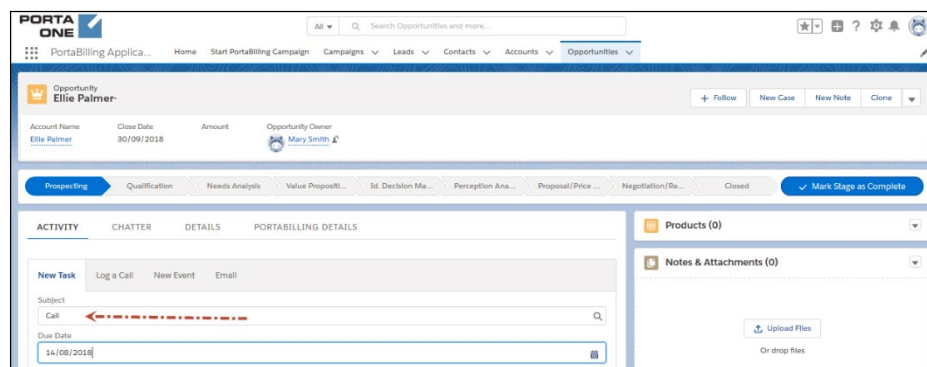 PORTA
ONE
All
Search Opportunities and more...
PortaBilling Applica... Home Start PortaBilling Campaign Campaigns Leads Contacts Accounts Opportunities
Opportunity
Ellie Palmer-
+ Follow New Case New Note Clone
Account Name Close Date Amount Opportunity Owner
Ellie Palmer 30/09/2018 Mary Smith
Prospecting Qualification Needs Analysis Value Propositi... Id. Decision Ma... Perception Ana... Proposal/Price ... Negotiation/Re... Closed ✓ Mark Stage as Complete
ACTIVITY CHATTER DETAILS PORTABILLING DETAILS
Products (0)
Notes & Attachments (0)
New Task Log a Call New Event Email
Subject
Call
Due Date
14/08/2018
Upload Files
Or drop files